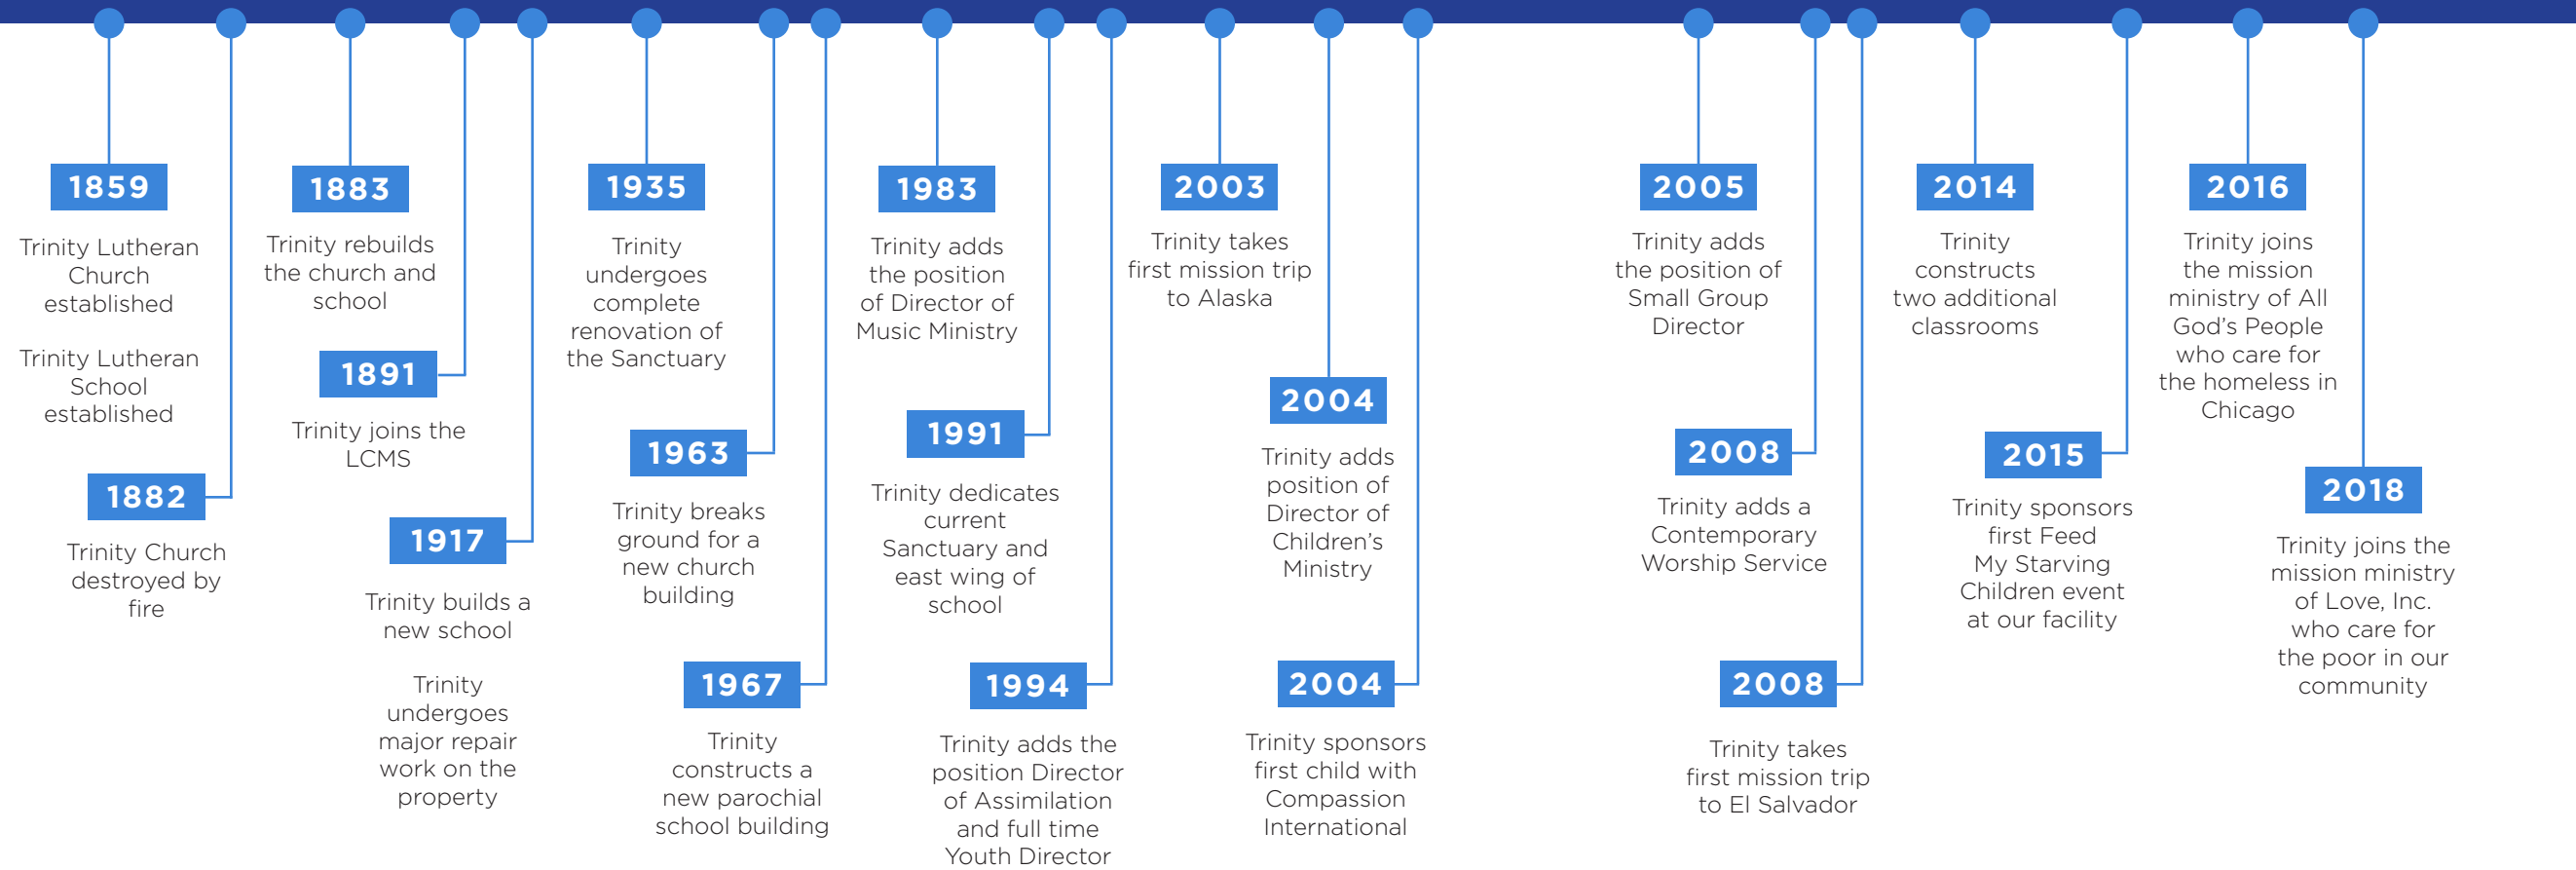 1859
Trinity Lutheran
Church
established
Trinity Lutheran
School
established
1882
Trinity Church
destroyed by
fire
1883
Trinity rebuilds
the church and
school
1891
Trinity joins the
LCMS
1917
Trinity builds a
new school
Trinity
undergoes
major repair
work on the
property
1935
Trinity
undergoes
complete
renovation of
the Sanctuary
1963
Trinity breaks
ground for a
new church
building
1967
Trinity
constructs a
new parochial
school building
1983
Trinity adds
the position
of Director of
Music Ministry
1991
Trinity dedicates
current
Sanctuary and
east wing of
school
1994
Trinity adds the
position Director
of Assimilation
and full time
Youth Director
2003
Trinity takes
first mission trip
to Alaska
2004
Trinity adds
position of
Director of
Children’s
Ministry
2004
Trinity sponsors
first child with
Compassion
International
2005
Trinity adds
the position of
Small Group
Director
2008
Trinity adds a
Contemporary
Worship Service
2008
Trinity takes
first mission trip
to El Salvador
2014
Trinity
constructs
two additional
classrooms
2015
Trinity sponsors
first Feed
My Starving
Children event
at our facility
2016
Trinity joins
the mission
ministry of All
God’s People
who care for
the homeless in
Chicago
2018
Trinity joins the
mission ministry
of Love, Inc.
who care for
the poor in our
community